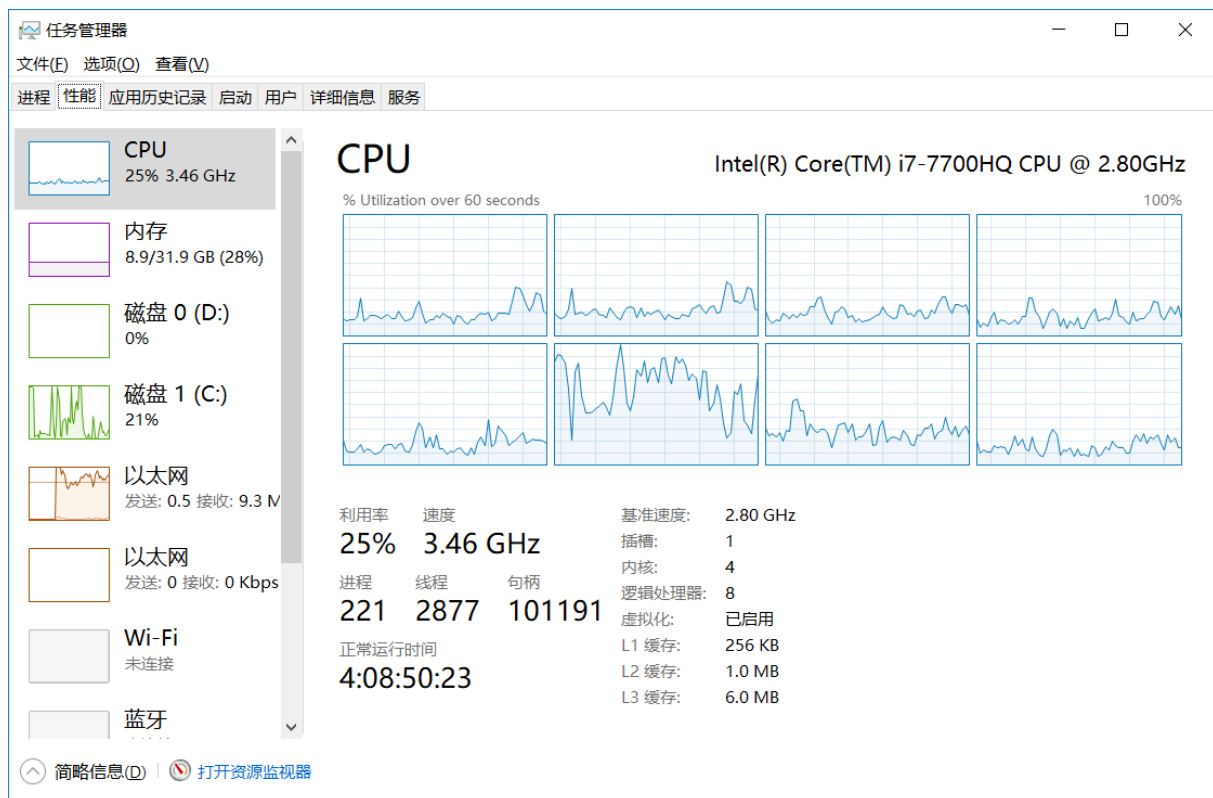 任务管理器
文件(F) 选项(O) 查看(V)
进程 性能 应用历史记录 启动 用户 详细信息 服务
CPU
25% 3.46 GHz
内存
8.9/31.9 GB (28%)
磁盘 0 (D:)
0%
磁盘 1 (C:)
21%
以太网
发送: 0.5 接收: 9.3 M
以太网
发送: 0 接收: 0 Kbps
Wi-Fi
未连接
蓝牙
CPU
Intel(R) Core(TM) i7-7700HQ CPU @ 2.80GHz
% Utilization over 60 seconds 100%
利用率 速度
25% 3.46 GHz
进程 线程 句柄
221 2877 101191
正常运行时间
4:08:50:23
基准速度: 2.80 GHz
插槽: 1
内核: 4
逻辑处理器: 8
虚拟化: 已启用
L1 缓存: 256 KB
L2 缓存: 1.0 MB
L3 缓存: 6.0 MB
简略信息(D) 打开资源监视器